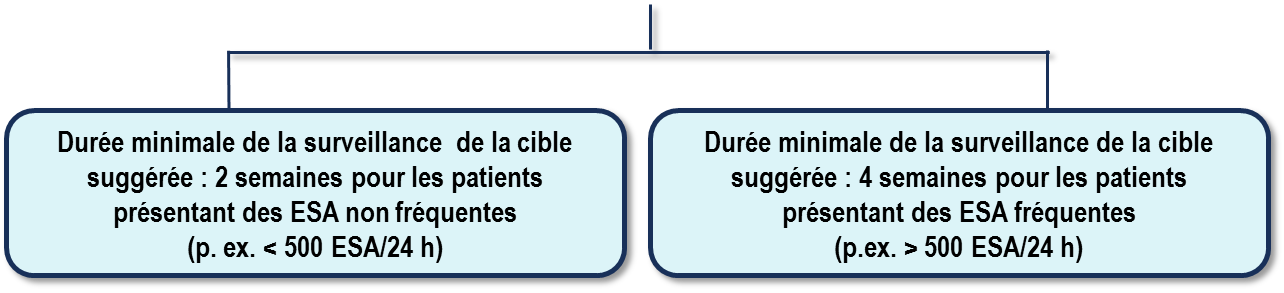 Durée minimale de la surveillance de la cible
suggérée : 2 semaines pour les patients
présentant des ESA non fréquentes
(p. ex. < 500 ESA/24 h)
Durée minimale de la surveillance de la cible
suggérée : 4 semaines pour les patients
présentant des ESA fréquentes
(p.ex. > 500 ESA/24 h)